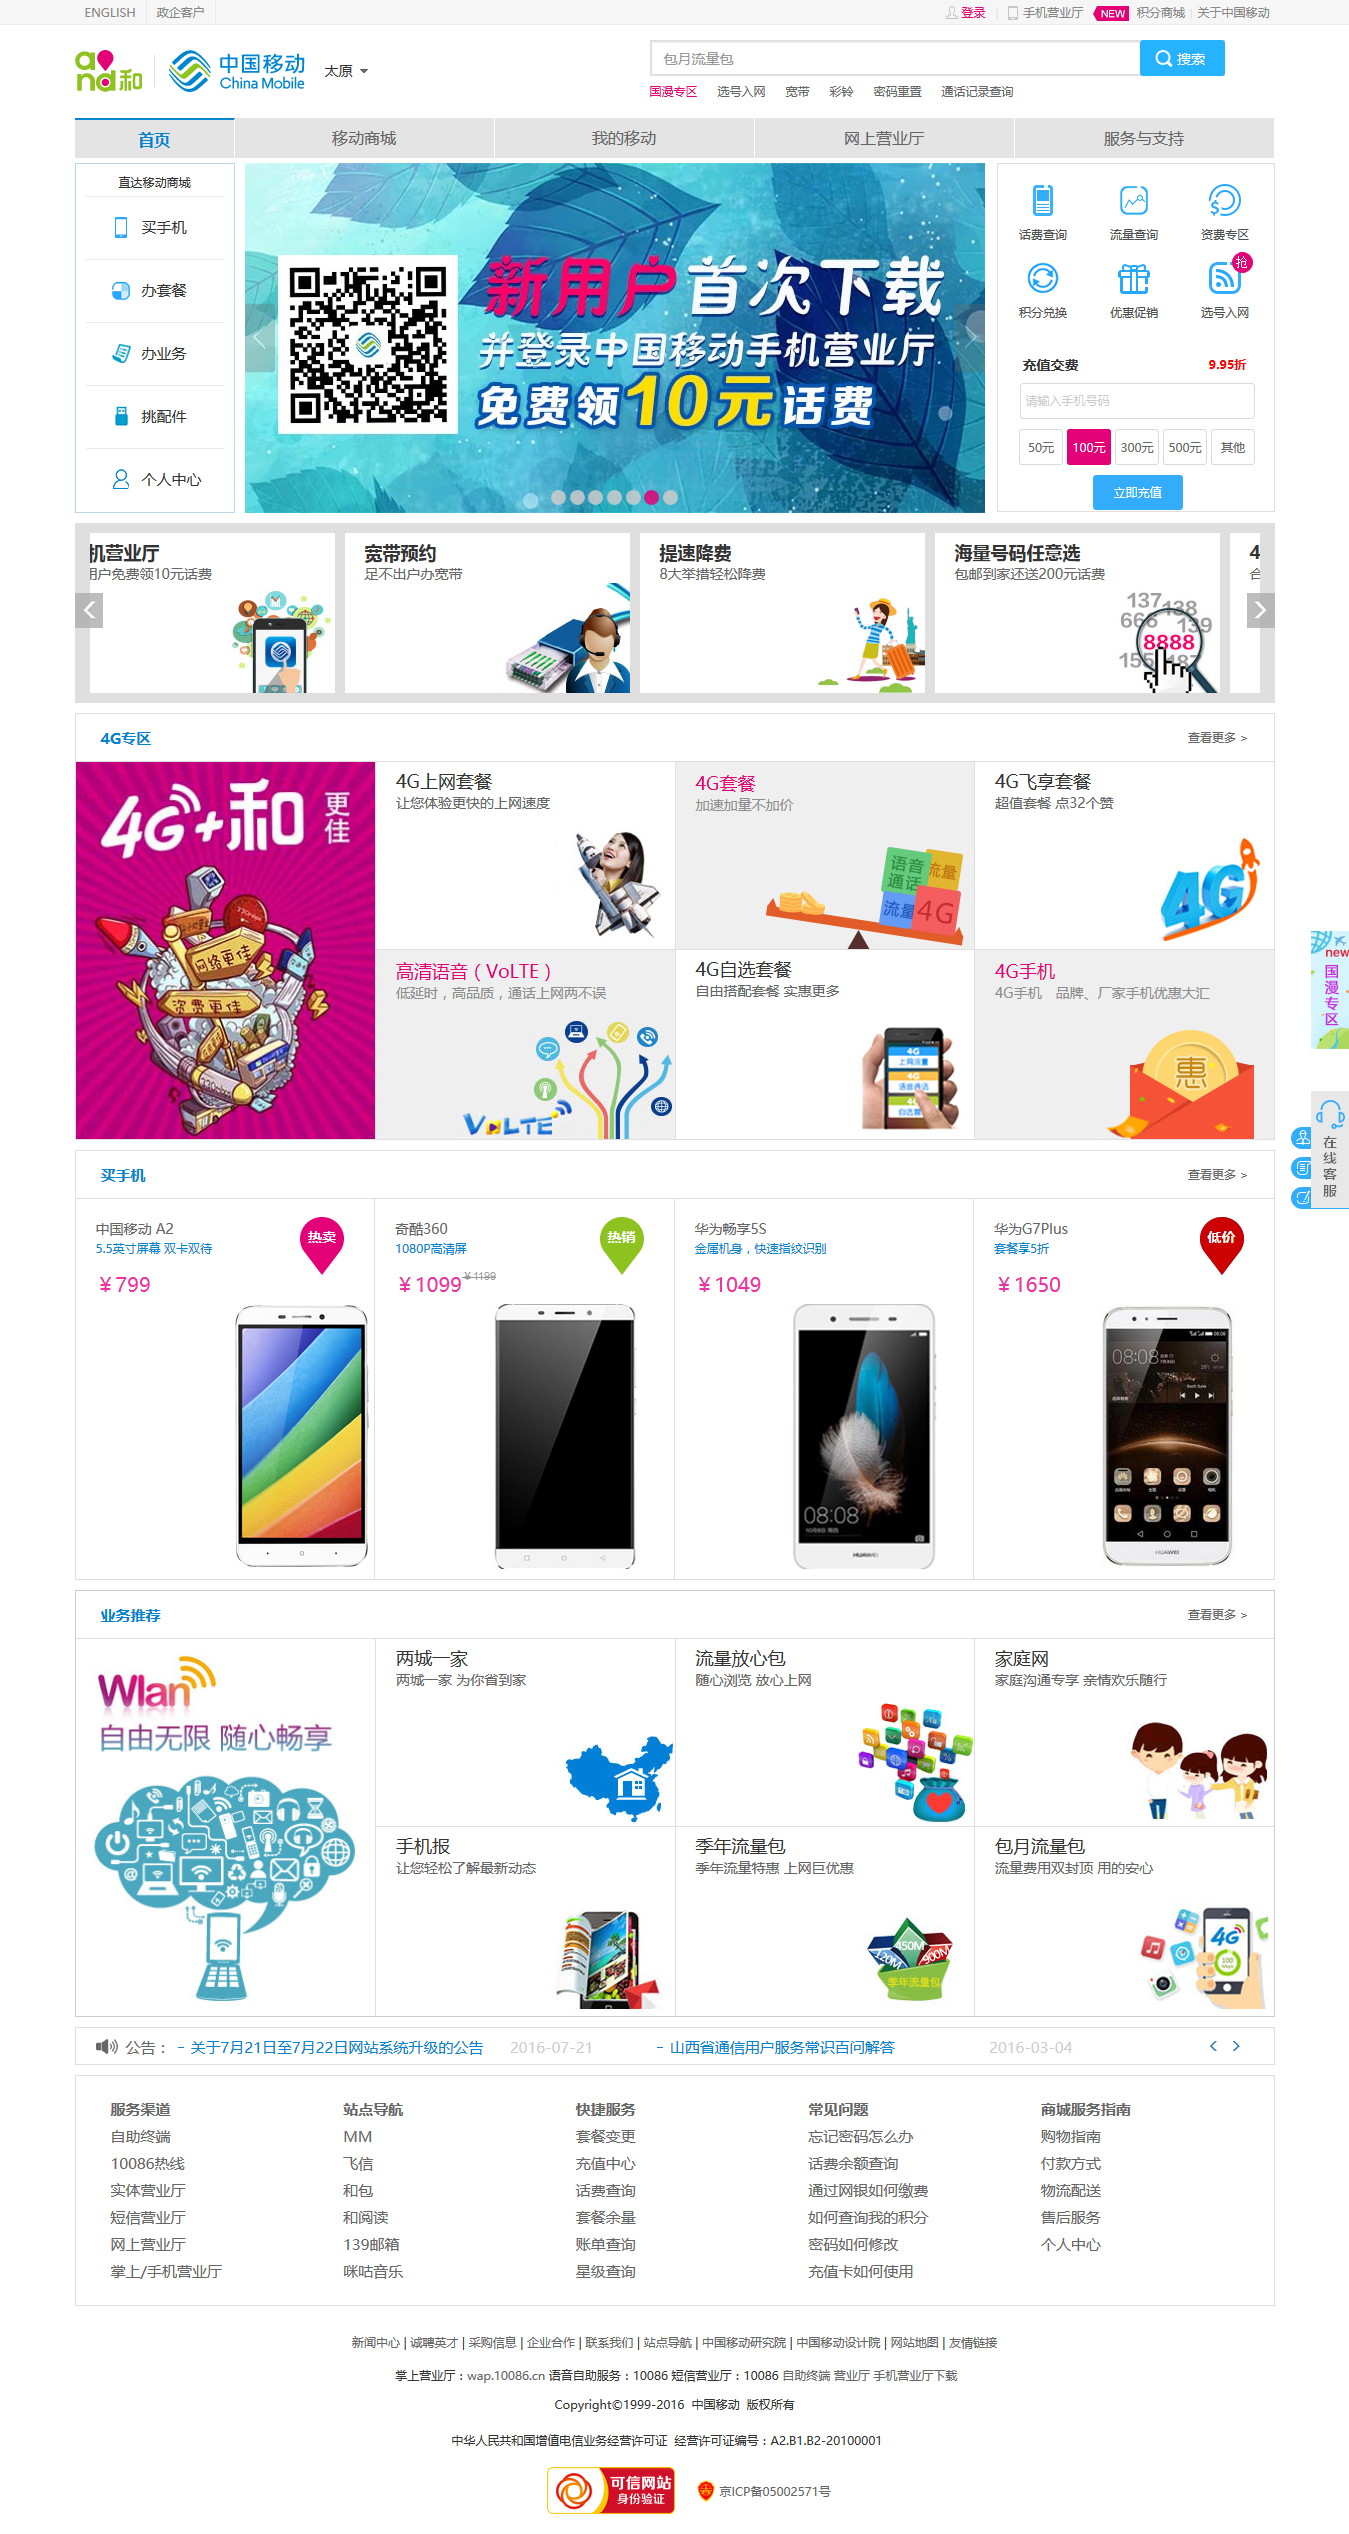 ENGLISH 政企客户 登录 手机营业厅 NEW 积分商城 关于中国移动
and和 中国移动 China Mobile 太原
包月流量包 搜索
国漫专区 选号入网 宽带 彩铃 密码重置 通话记录查询
首页 移动商城 我的移动 网上营业厅 服务与支持
直达移动商城
买手机
办套餐
办业务
挑配件
个人中心
新用户首次下载
并登录中国移动手机营业厅
免费领10元话费
话费查询 流量查询 资费专区
抢
积分兑换 优惠促销 选号入网
充值交费 9.95折
请输入手机号码
50元 100元 300元 500元 其他
立即充值
机营业厅 宽带预约 提速降费 海量号码任意选 4
用户免费领10元话费 足不出户办宽带 8大举措轻松降费 包邮到家还送200元话费 合
137 138
666 139
8888
155 187
4G专区 查看更多 >
4G+和 更佳
网络更佳
资费更佳
4G上网套餐 4G套餐 4G飞享套餐
让您体验更快的上网速度 加速加量不加价 超值套餐 点32个赞
语音通话 流量
流量 4G
4G
高清语音（VoLTE） 4G自选套餐 4G手机
低延时，高品质，通话上网两不误 自由搭配套餐 实惠更多 4G手机 品牌、厂家手机优惠大汇
VoLTE
4G 上网流量
4G 语音通话
4G 自选套
惠
new 国漫专区
在线客服
买手机 查看更多 >
中国移动 A2 热卖 奇酷360 热销 华为畅享5S 华为G7Plus 低价
5.5英寸屏幕 双卡双待 1080P高清屏 金属机身，快速指纹识别 套餐享5折
￥799 ￥1099 ￥1199 ￥1049 ￥1650
08:08
08:08
HUAWEI HUAWEI
业务推荐 查看更多 >
Wlan
自由无限 随心畅享
两城一家 流量放心包 家庭网
两城一家 为你省到家 随心浏览 放心上网 家庭沟通专享 亲情欢乐随行
手机报 季年流量包 包月流量包
让您轻松了解最新动态 季年流量特惠 上网巨优惠 流量费用双封顶 用的安心
120M 450M 900M
季年流量包
4G
公告： - 关于7月21日至7月22日网站系统升级的公告 2016-07-21 - 山西省通信用户服务常识百问解答 2016-03-04
服务渠道 站点导航 快捷服务 常见问题 商城服务指南
自助终端 MM 套餐变更 忘记密码怎么办 购物指南
10086热线 飞信 充值中心 话费余额查询 付款方式
实体营业厅 和包 话费查询 通过网银如何缴费 物流配送
短信营业厅 和阅读 套餐余量 如何查询我的积分 售后服务
网上营业厅 139邮箱 账单查询 密码如何修改 个人中心
掌上/手机营业厅 咪咕音乐 星级查询 充值卡如何使用
新闻中心 | 诚聘英才 | 采购信息 | 企业合作 | 联系我们 | 站点导航 | 中国移动研究院 | 中国移动设计院 | 网站地图 | 友情链接
掌上营业厅：wap.10086.cn 语音自助服务：10086 短信营业厅：10086 自助终端 营业厅 手机营业厅下载
Copyright©1999-2016 中国移动 版权所有
中华人民共和国增值电信业务经营许可证 经营许可证编号：A2.B1.B2-20100001
可信网站 身份验证 京ICP备05002571号